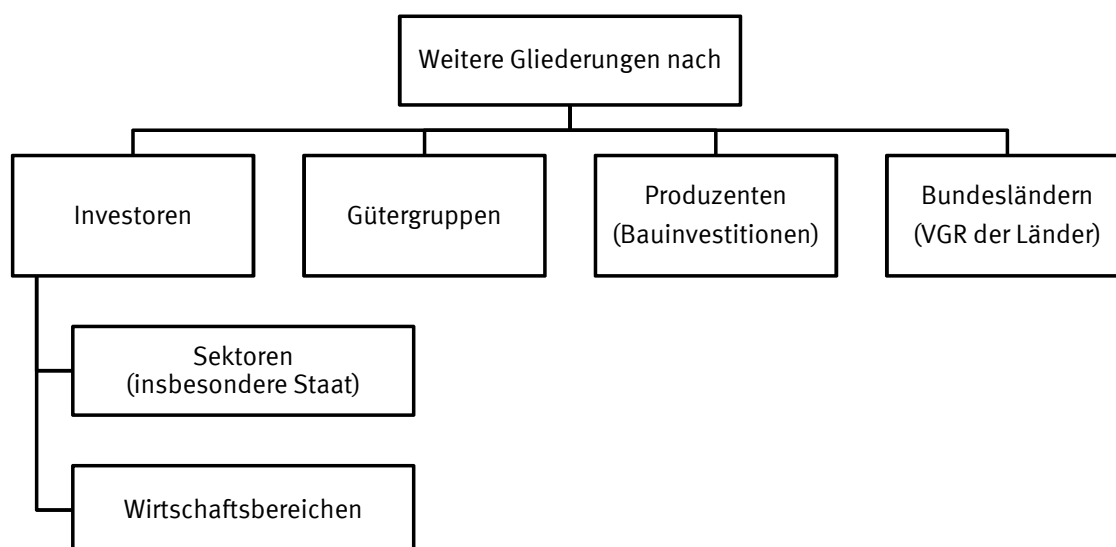 Weitere Gliederungen nach
Investoren
Gütergruppen
Produzenten
(Bauinvestitionen)
Bundesländern
(VGR der Länder)
Sektoren
(insbesondere Staat)
Wirtschaftsbereichen